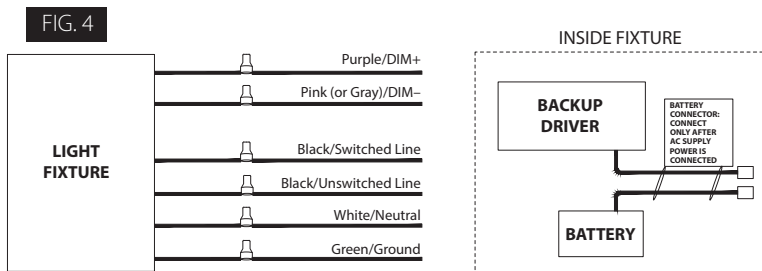 FIG. 4
LIGHT
FIXTURE
Purple/DIM+
Pink (or Gray)/DIM–
Black/Switched Line
Black/Unswitched Line
White/Neutral
Green/Ground
INSIDE FIXTURE
BACKUP
DRIVER
BATTERY
CONNECTOR:
CONNECT
ONLY AFTER
AC SUPPLY
POWER IS
CONNECTED
BATTERY